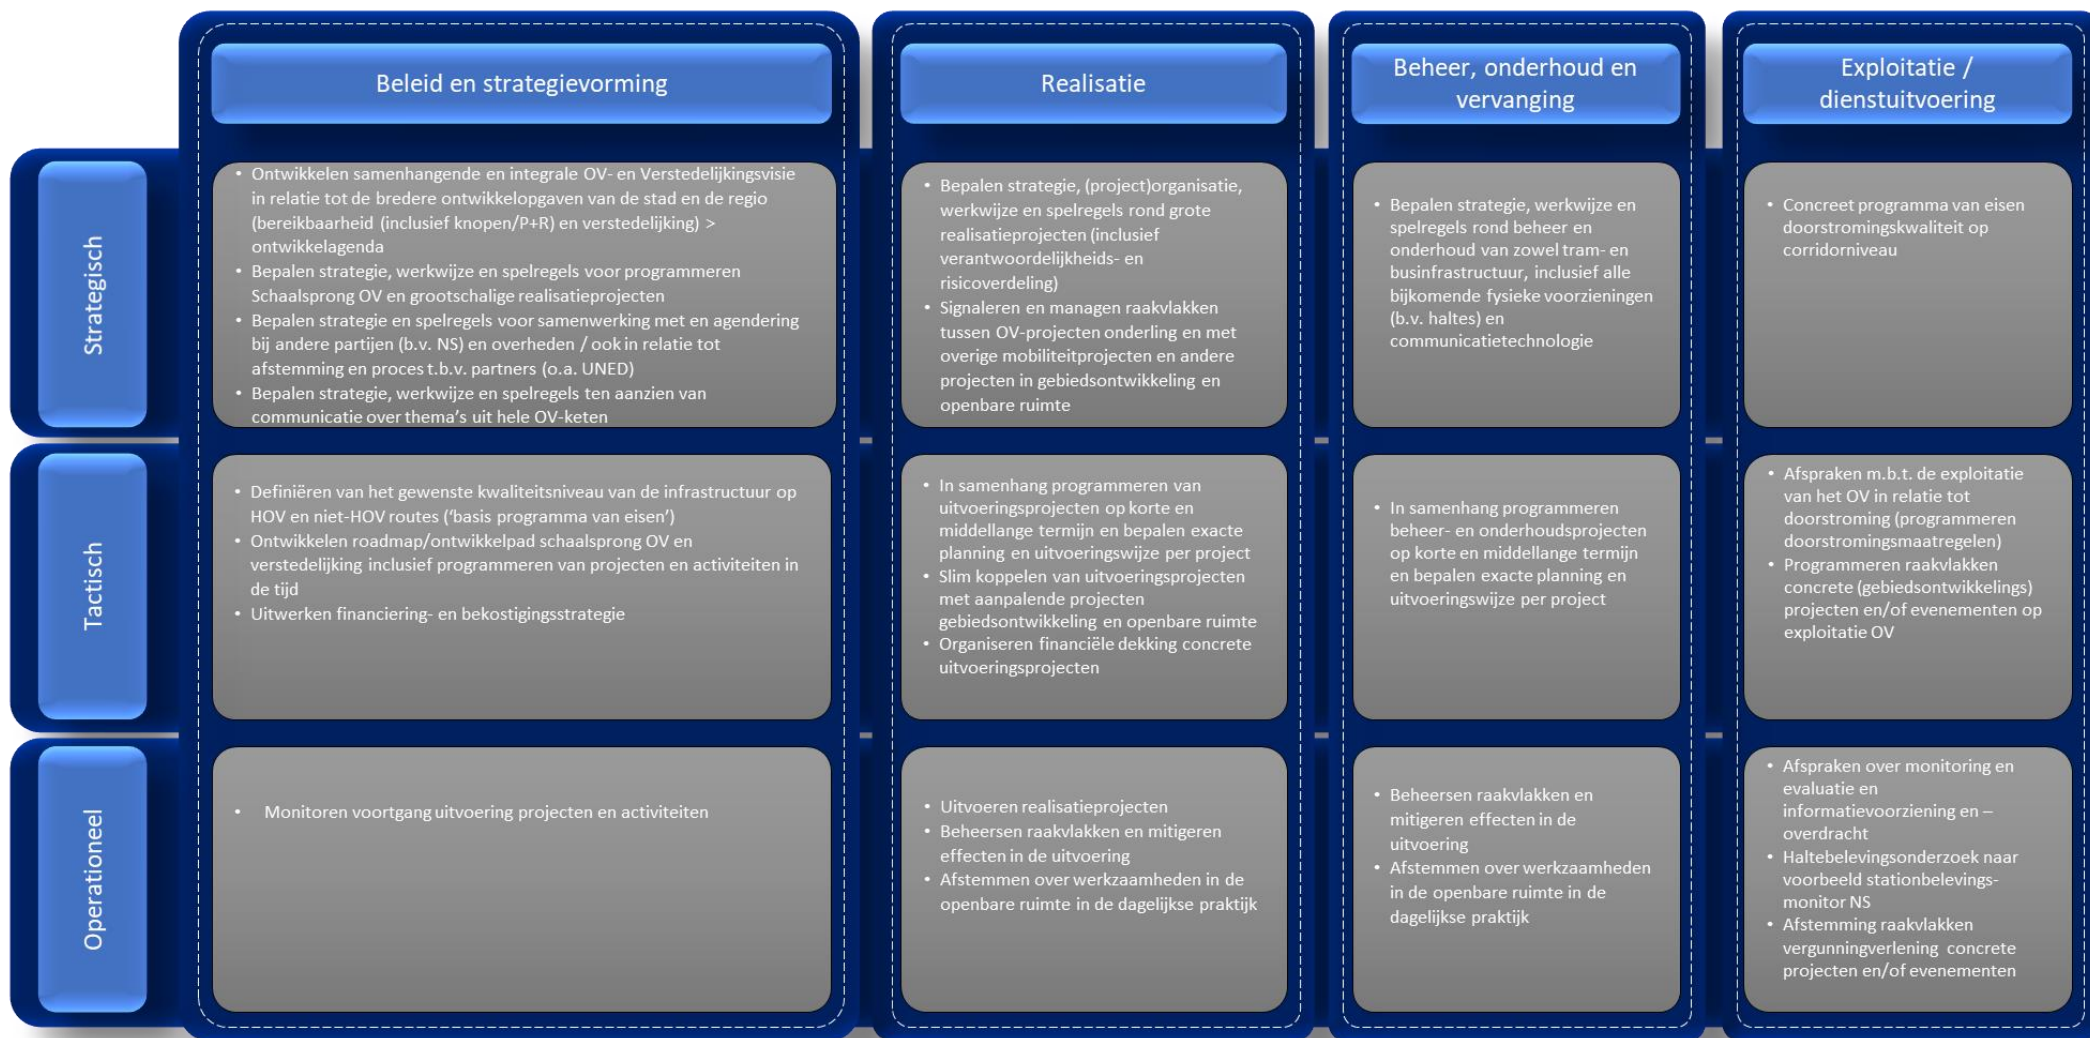 Beleid en strategievorming
Realisatie
Beheer, onderhoud en
vervanging
Exploitatie /
dienstuitvoering
Strategisch
• Ontwikkelen samenhangende en integrale OV- en Verstedelijkingsvisie
in relatie tot de bredere ontwikkelopgaven van de stad en de regio
(bereikbaarheid (inclusief knopen/P+R) en verstedelijking) >
ontwikkelagenda
• Bepalen strategie, werkwijze en spelregels voor programmeren
Schaalsprong OV en grootschalige realisatieprojecten
• Bepalen strategie en spelregels voor samenwerking met en agendering
bij andere partijen (b.v. NS) en overheden / ook in relatie tot
afstemming en proces t.b.v. partners (o.a. UNED)
• Bepalen strategie, werkwijze en spelregels ten aanzien van
communicatie over thema's uit hele OV-keten
• Bepalen strategie, (project)organisatie,
werkwijze en spelregels rond grote
realisatieprojecten (inclusief
verantwoordelijkheids- en
risicoverdeling)
• Signaleren en managen raakvlakken
tussen OV-projecten onderling en met
overige mobiliteitprojecten en andere
projecten in gebiedsontwikkeling en
openbare ruimte
• Bepalen strategie, werkwijze en
spelregels rond beheer en
onderhoud van zowel tram- en
businfrastructuur, inclusief alle
bijkomende fysieke voorzieningen
(b.v. haltes) en
communicatietechnologie
• Concreet programma van eisen
doorstromingskwaliteit op
corridorniveau
Tactisch
• Definiëren van het gewenste kwaliteitsniveau van de infrastructuur op
HOV en niet-HOV routes ('basis programma van eisen')
• Ontwikkelen roadmap/ontwikkelpad schaalsprong OV en
verstedelijking inclusief programmeren van projecten en activiteiten in
de tijd
• Uitwerken financiering- en bekostigingsstrategie
• In samenhang programmeren van
uitvoeringsprojecten op korte en
middellange termijn en bepalen exacte
planning en uitvoeringswijze per project
• Slim koppelen van uitvoeringsprojecten
met aanpalende projecten
gebiedsontwikkeling en openbare ruimte
• Organiseren financiële dekking concrete
uitvoeringsprojecten
• In samenhang programmeren
beheer- en onderhoudsprojecten
op korte en middellange termijn
en bepalen exacte planning en
uitvoeringswijze per project
• Afspraken m.b.t. de exploitatie
van het OV in relatie tot
doorstroming (programmeren
doorstromingsmaatregelen)
• Programmeren raakvlakken
concrete (gebiedsontwikkelings)
projecten en/of evenementen op
exploitatie OV
Operationeel
• Monitoren voortgang uitvoering projecten en activiteiten
• Uitvoeren realisatieprojecten
• Beheersen raakvlakken en mitigeren
effecten in de uitvoering
• Afstemmen over werkzaamheden in de
openbare ruimte in de dagelijkse praktijk
• Beheersen raakvlakken en
mitigeren effecten in de
uitvoering
• Afstemmen over werkzaamheden
in de openbare ruimte in de
dagelijkse praktijk
• Afspraken over monitoring en
evaluatie en
informatievoorziening en –
overdracht
• Haltebelevingsonderzoek naar
voorbeeld stationbelevings-
monitor NS
• Afstemming raakvlakken
vergunningverlening concrete
projecten en/of evenementen